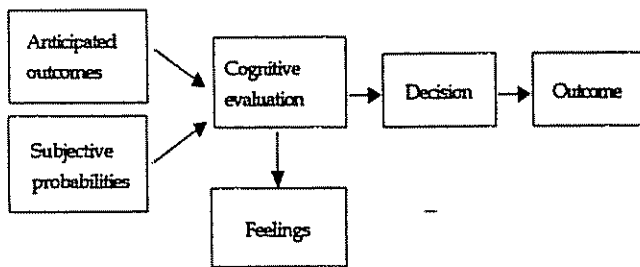 Anticipated
outcomes
Subjective
probabilities
Cognitive
evaluation
Decision
Outcome
Feelings